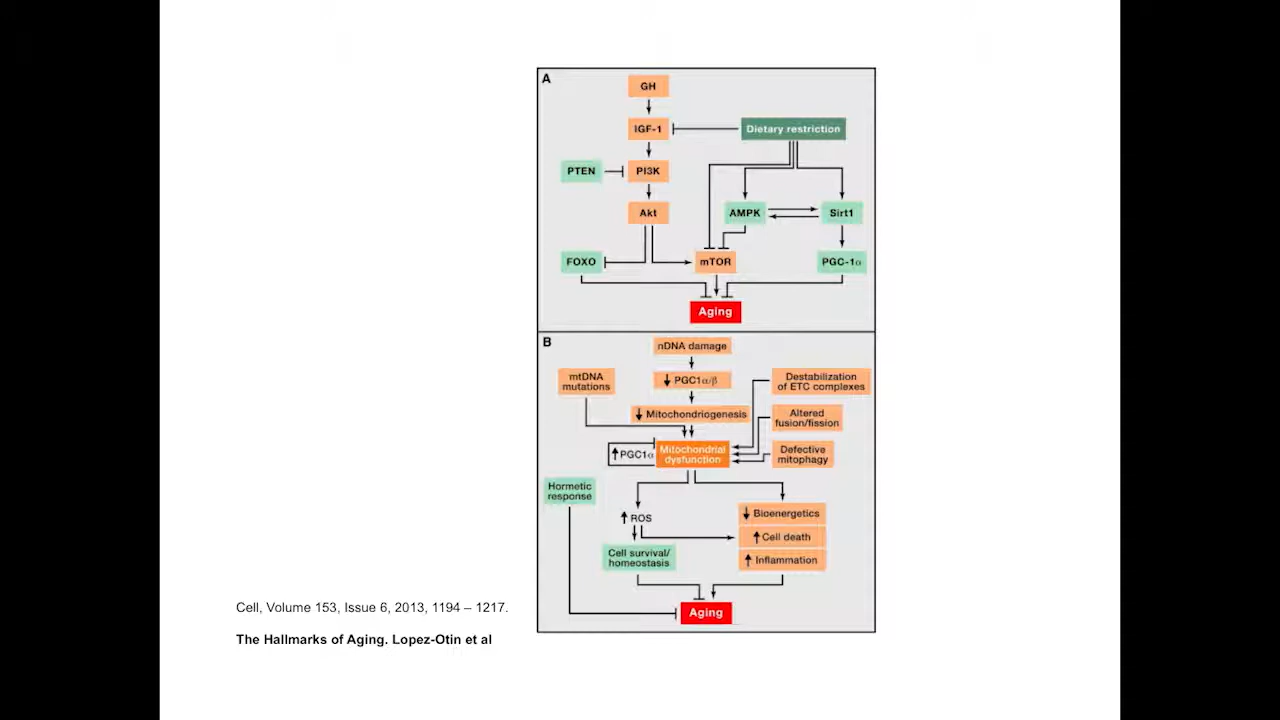 A
GH
IGF-1
Dietary restriction
PTEN
PI3K
Akt
AMPK
Sirt1
FOXO
mTOR
PGC-1α
Aging
B
nDNA damage
mtDNA
mutations
PGC1α/β
Destabilization
of ETC complexes
Mitochondriogenesis
Altered
fusion/fission
PGC1α
Mitochondrial
dysfunction
Defective
mitophagy
Hormetic
response
ROS
Bioenergetics
Cell death
Inflammation
Cell survival/
homeostasis
Aging
Cell, Volume 153, Issue 6, 2013, 1194 – 1217.
The Hallmarks of Aging. Lopez-Otin et al